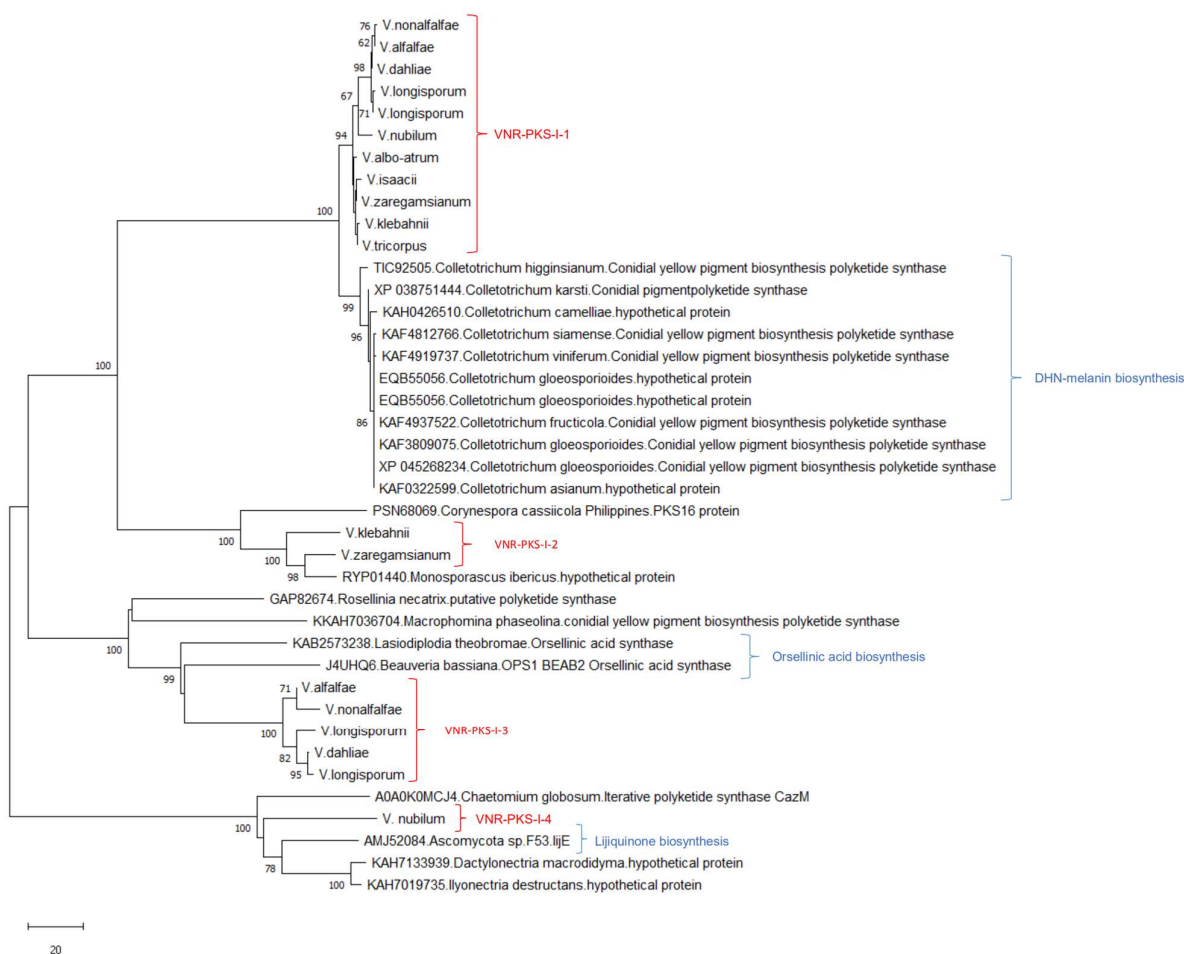 V.nonalfalfae
76
62
V.alfalfae
98
V.dahliae
V.longisporum
67
71
V.longisporum
94
V.nubilum
VNR-PKS-I-1
V.albo-atrum
V.isaacii
V.zaregamsianum
100
V.klebahnii
V.tricorpus
TIC92505.Colletotrichum higginsianum.Conidial yellow pigment biosynthesis polyketide synthase
99
XP 038751444.Colletotrichum karsti.Conidial pigmentpolyketide synthase
KAH0426510.Colletotrichum camelliae.hypothetical protein
96
KAF4812766.Colletotrichum siamense.Conidial yellow pigment biosynthesis polyketide synthase
KAF4919737.Colletotrichum viniferum.Conidial yellow pigment biosynthesis polyketide synthase
100
EQB55056.Colletotrichum gloeosporioides.hypothetical protein
DHN-melanin biosynthesis
EQB55056.Colletotrichum gloeosporioides.hypothetical protein
86
KAF4937522.Colletotrichum fructicola.Conidial yellow pigment biosynthesis polyketide synthase
KAF3809075.Colletotrichum gloeosporioides.Conidial yellow pigment biosynthesis polyketide synthase
XP 045268234.Colletotrichum gloeosporioides.Conidial yellow pigment biosynthesis polyketide synthase
KAF0322599.Colletotrichum asianum.hypothetical protein
PSN68069.Corynespora cassiicola Philippines.PKS16 protein
100
V.klebahnii
VNR-PKS-I-2
100
V.zaregamsianum
98
RYP01440.Monosporascus ibericus.hypothetical protein
GAP82674.Rosellinia necatrix.putative polyketide synthase
KKAH7036704.Macrophomina phaseolina.conidial yellow pigment biosynthesis polyketide synthase
100
KAB2573238.Lasiodiplodia theobromae.Orsellinic acid synthase
Orsellinic acid biosynthesis
99
J4UHQ6.Beauveria bassiana.OPS1 BEAB2 Orsellinic acid synthase
71
V.alfalfae
V.nonalfalfae
100
V.longisporum
VNR-PKS-I-3
82
V.dahliae
95
V.longisporum
A0A0K0MCJ4.Chaetomium globosum.Iterative polyketide synthase CazM
100
V. nubilum
VNR-PKS-I-4
AMJ52084.Ascomycota sp.F53.lijE
Lijiquinone biosynthesis
78
KAH7133939.Dactylonectria macrodidyma.hypothetical protein
100
KAH7019735.Ilyonectria destructans.hypothetical protein
20